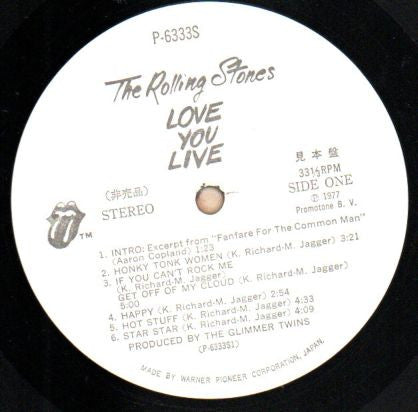 P-6333S
The Rolling Stones
LOVE
YOU
LIVE
(非売品)
STEREO
見本盤
33⅓RPM
SIDE ONE
Ⓟ 1977
Promotone B. V.
TM
1. INTRO: Excerpt from "Fanfare For The Common Man"
(Aaron Copland) 1:23
2. HONKY TONK WOMEN (K. Richard-M. Jagger) 3:21
3. IF YOU CAN'T ROCK ME
(K. Richard-M. Jagger)
GET OFF OF MY CLOUD (K. Richard-M. Jagger)
5:00
4. HAPPY (K. Richard-M. Jagger) 2:54
5. HOT STUFF (K. Richard-M. Jagger) 4:33
6. STAR STAR (K. Richard-M. Jagger) 4:09
PRODUCED BY THE GLIMMER TWINS
(P-6333S1)
MADE BY WARNER PIONEER CORPORATION, JAPAN.